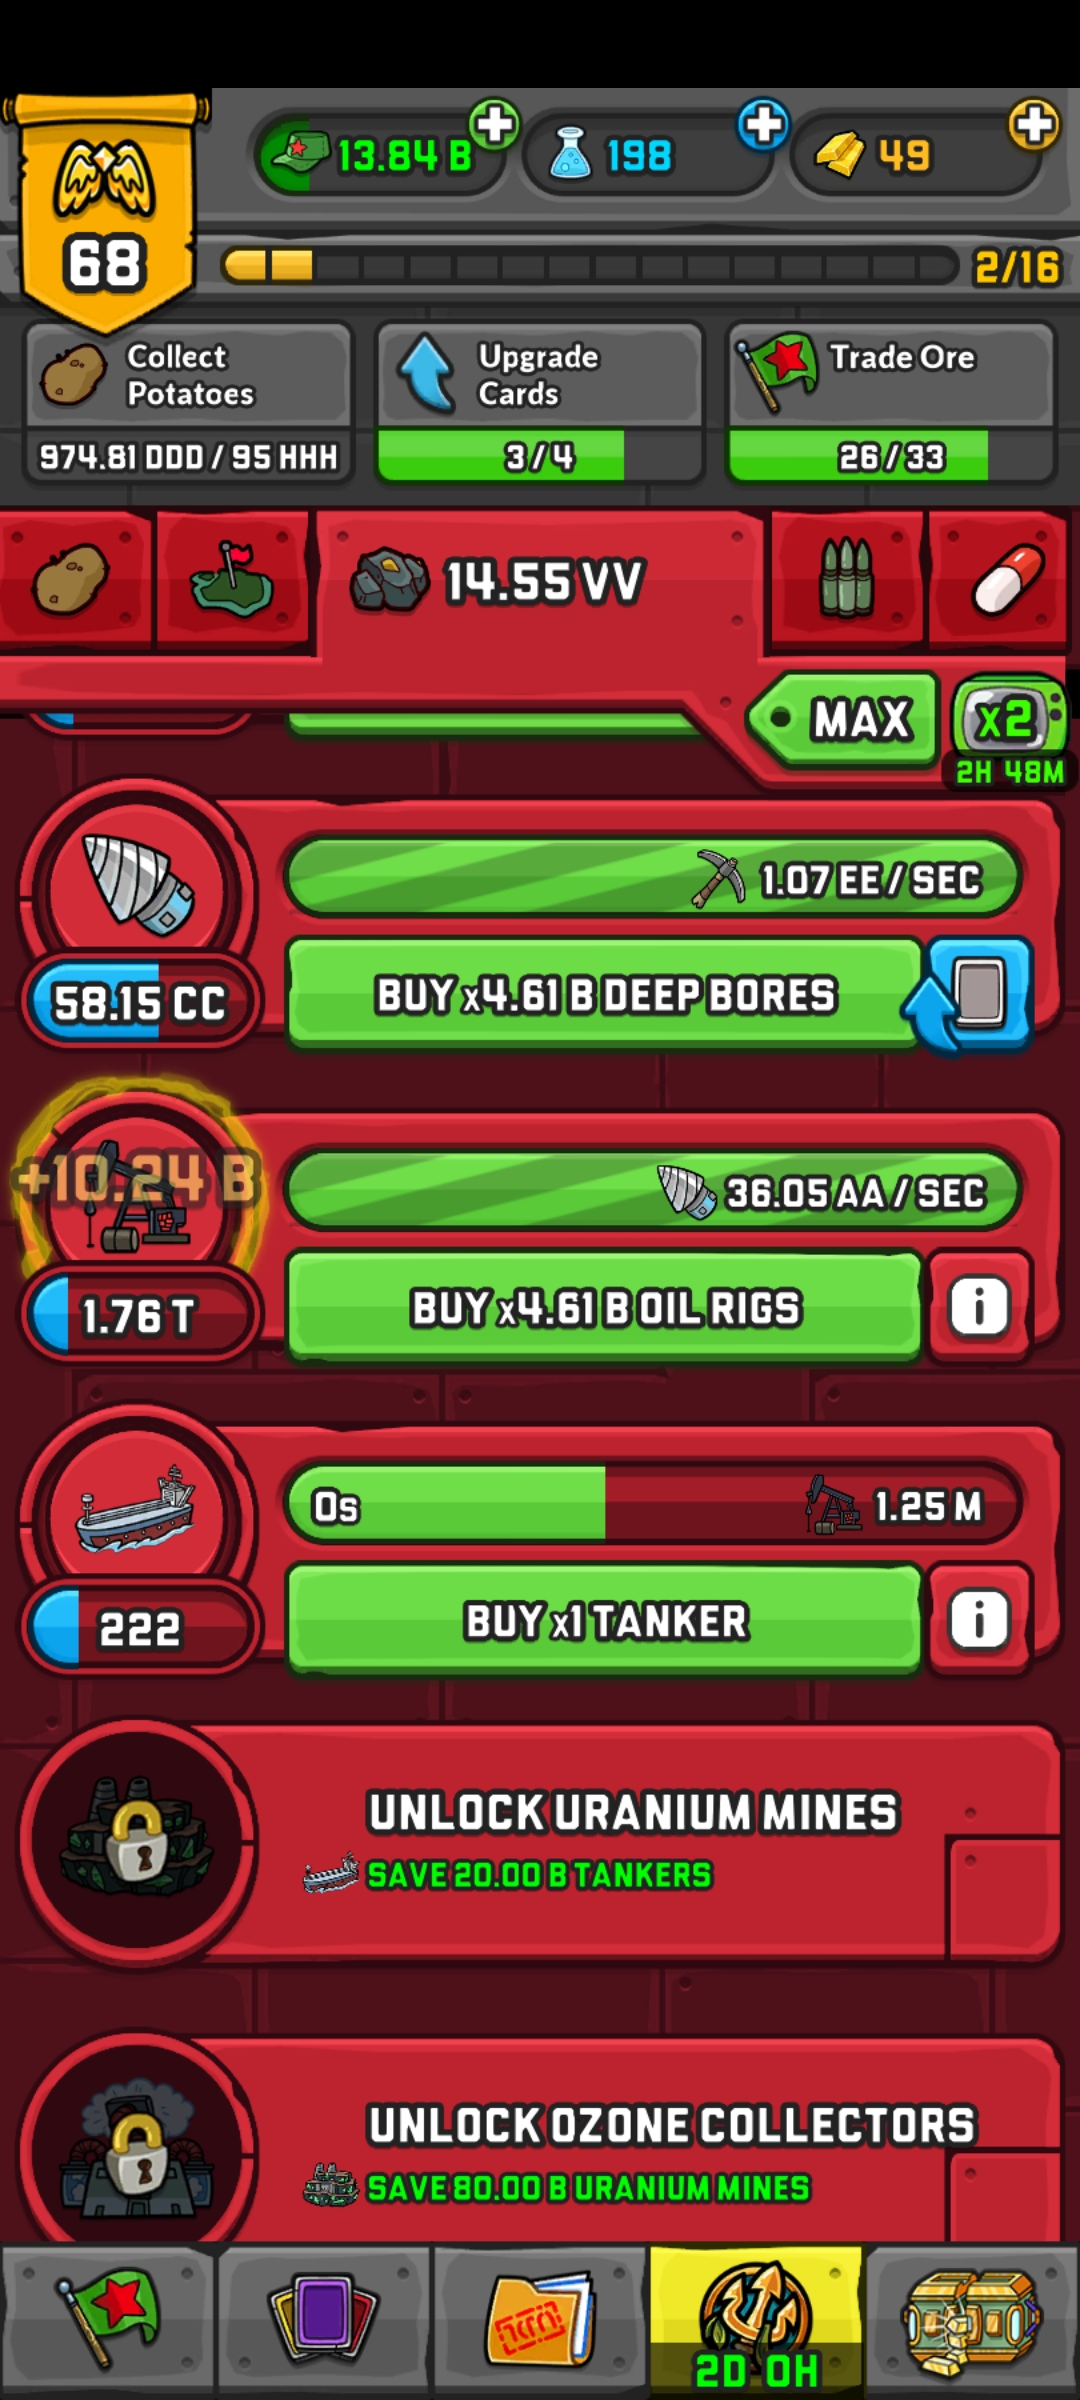 13.84 B
198
49
68
2/16
Collect
Potatoes
974.81 DDD / 95 HHH
Upgrade
Cards
3/4
Trade Ore
26/33
14.55 VV
MAX
x2
2H 48M
1.07 EE / SEC
58.15 CC
BUY x4.61 B DEEP BORES
+10.24 B
36.05 AA / SEC
1.76 T
BUY x4.61 B OIL RIGS
i
0s
1.25 M
222
BUY x1 TANKER
i
UNLOCK URANIUM MINES
SAVE 20.00 B TANKERS
UNLOCK OZONE COLLECTORS
SAVE 80.00 B URANIUM MINES
2D 0H